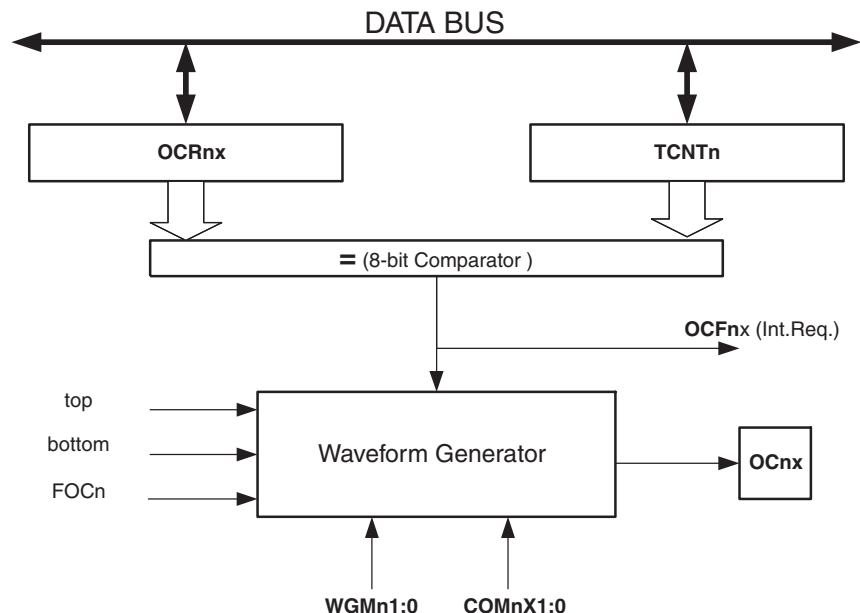 DATA BUS
OCRnx
TCNTn
= (8-bit Comparator )
OCFnx (Int.Req.)
top
bottom
FOCn
Waveform Generator
OCnx
WGMn1:0
COMnX1:0